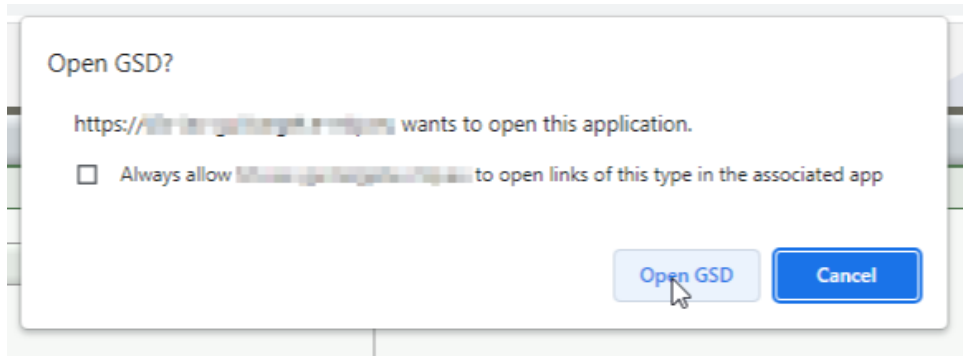 Open GSD?
https:// wants to open this application.
Always allow to open links of this type in the associated app
Open GSD
Cancel